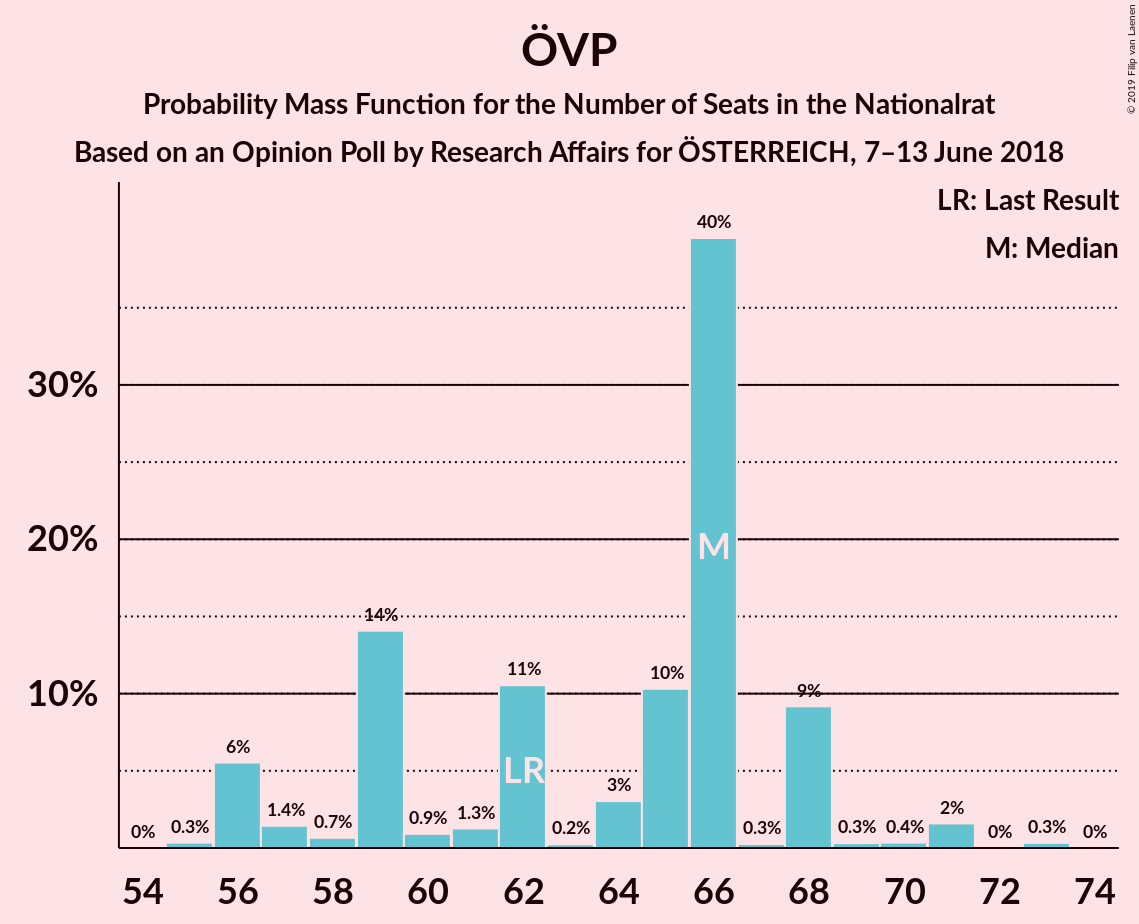 ÖVP
Probability Mass Function for the Number of Seats in the Nationalrat
Based on an Opinion Poll by Research Affairs for ÖSTERREICH, 7–13 June 2018
© 2019 Filip van Laenen
LR: Last Result
M: Median
40%
30%
20%
M
14%
11%
10%
10%
9%
6%
LR
3%
0%
0.3%
1.4%
0.7%
0.9%
1.3%
0.2%
0.3%
0.3%
0.4%
2%
0%
0.3%
0%
54 56 58 60 62 64 66 68 70 72 74